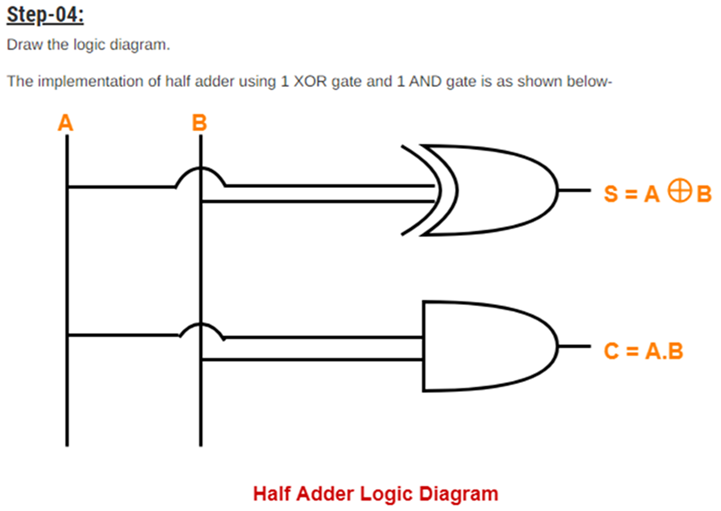 Step-04:
Draw the logic diagram.
The implementation of half adder using 1 XOR gate and 1 AND gate is as shown below-
A B
S = A ⊕ B
C = A.B
Half Adder Logic Diagram